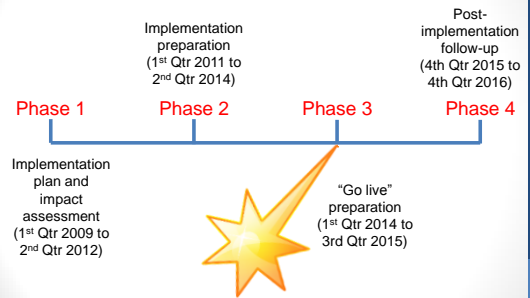 Implementation
preparation
(1st Qtr 2011 to
2nd Qtr 2014)
Post-
implementation
follow-up
(4th Qtr 2015 to
4th Qtr 2016)
Phase 1
Phase 2
Phase 3
Phase 4
Implementation
plan and
impact
assessment
(1st Qtr 2009 to
2nd Qtr 2012)
“Go live”
preparation
(1st Qtr 2014 to
3rd Qtr 2015)